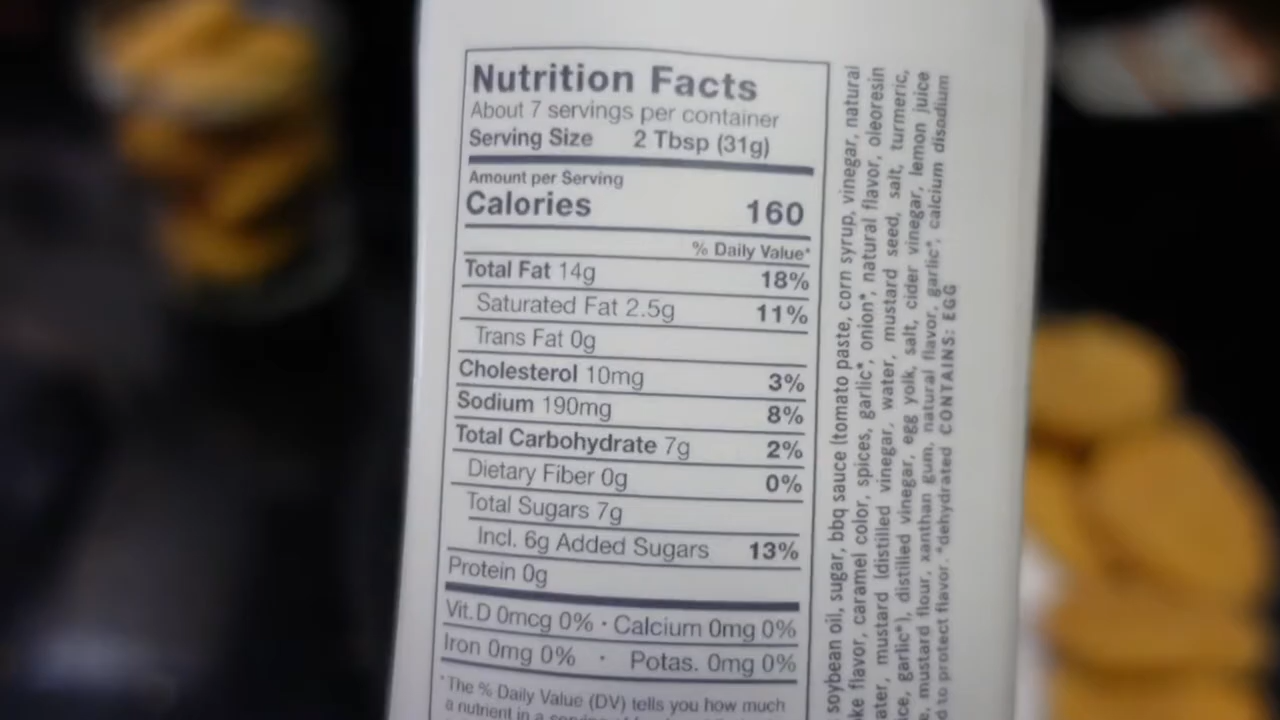 Nutrition Facts
About 7 servings per container
Serving Size 2 Tbsp (31g)
Amount per Serving
Calories 160
% Daily Value*
Total Fat 14g 18%
Saturated Fat 2.5g 11%
Trans Fat 0g
Cholesterol 10mg 3%
Sodium 190mg 8%
Total Carbohydrate 7g 2%
Dietary Fiber 0g 0%
Total Sugars 7g
Incl. 6g Added Sugars 13%
Protein 0g
Vit.D 0mcg 0% · Calcium 0mg 0%
Iron 0mg 0% · Potas. 0mg 0%
*The % Daily Value (DV) tells you how much
a nutrient in a
soybean oil, sugar, bbq sauce (tomato paste, corn syrup, vinegar, natural
flavor, caramel color, spices, garlic*, onion*, natural flavor, oleoresin
mustard (distilled vinegar, water, mustard seed, salt, turmeric,
garlic*), distilled vinegar, egg yolk, salt, cider vinegar, lemon juice
mustard flour, xanthan gum, natural flavor, garlic*, calcium disodium
to protect flavor. *dehydrated CONTAINS: EGG